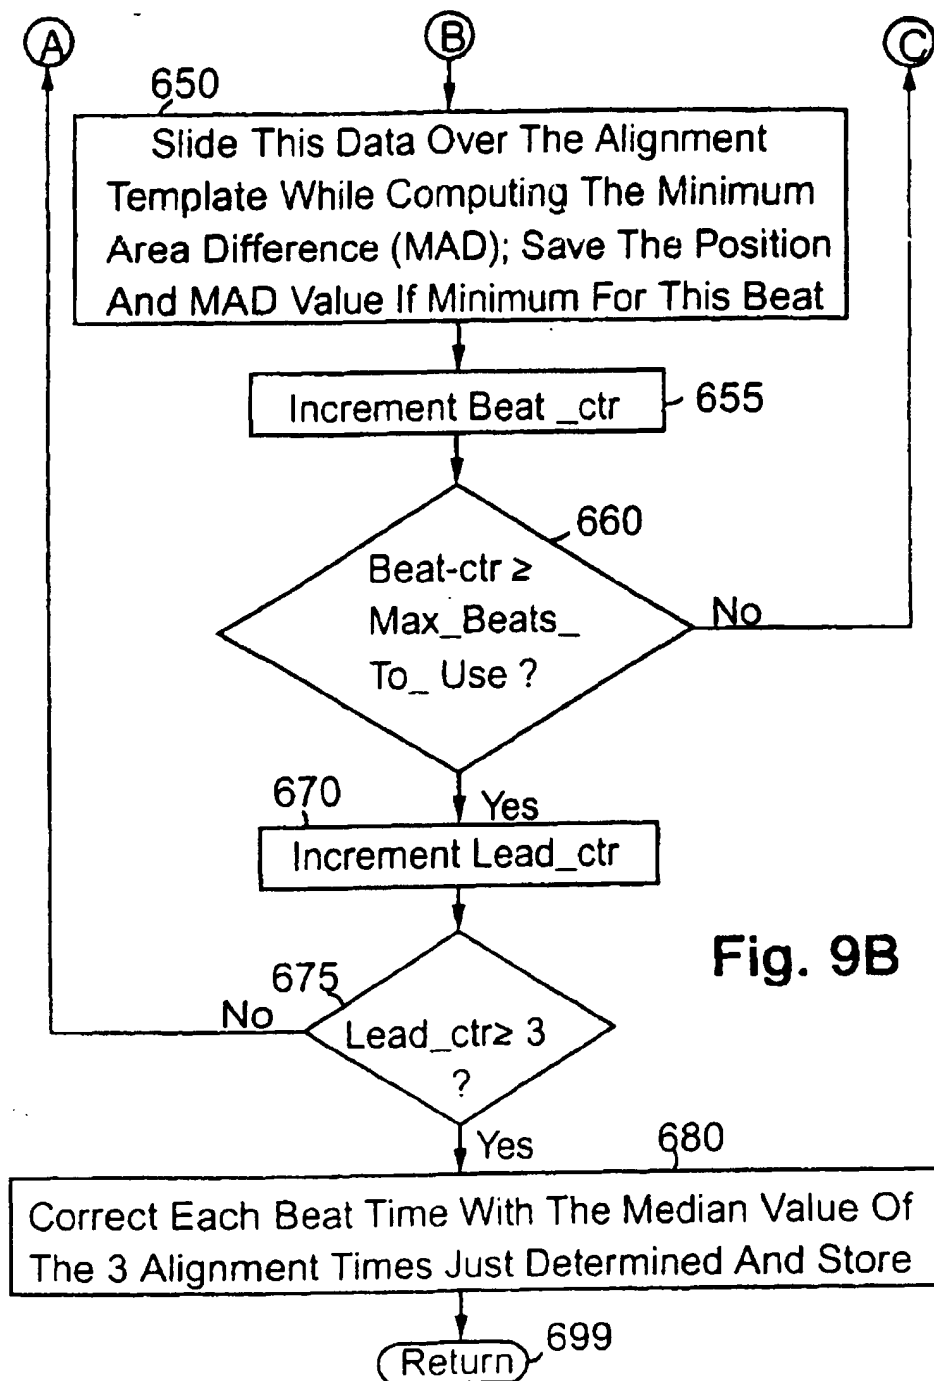 A
B
C
650
Slide This Data Over The Alignment
Template While Computing The Minimum
Area Difference (MAD); Save The Position
And MAD Value If Minimum For This Beat
Increment Beat _ctr
655
660
Beat-ctr ≥
Max_Beats_
To_ Use ?
No
Yes
670
Increment Lead_ctr
Fig. 9B
675
No
Lead_ctr≥ 3
?
Yes
680
Correct Each Beat Time With The Median Value Of
The 3 Alignment Times Just Determined And Store
Return
699